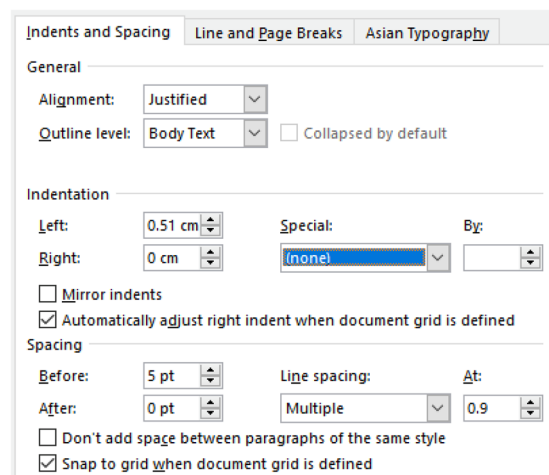 Indents and Spacing Line and Page Breaks Asian Typography
General
Alignment: Justified
Outline level: Body Text Collapsed by default
Indentation
Left: 0.51 cm Special: By:
Right: 0 cm (none)
Mirror indents
Automatically adjust right indent when document grid is defined
Spacing
Before: 5 pt Line spacing: At:
After: 0 pt Multiple 0.9
Don't add space between paragraphs of the same style
Snap to grid when document grid is defined